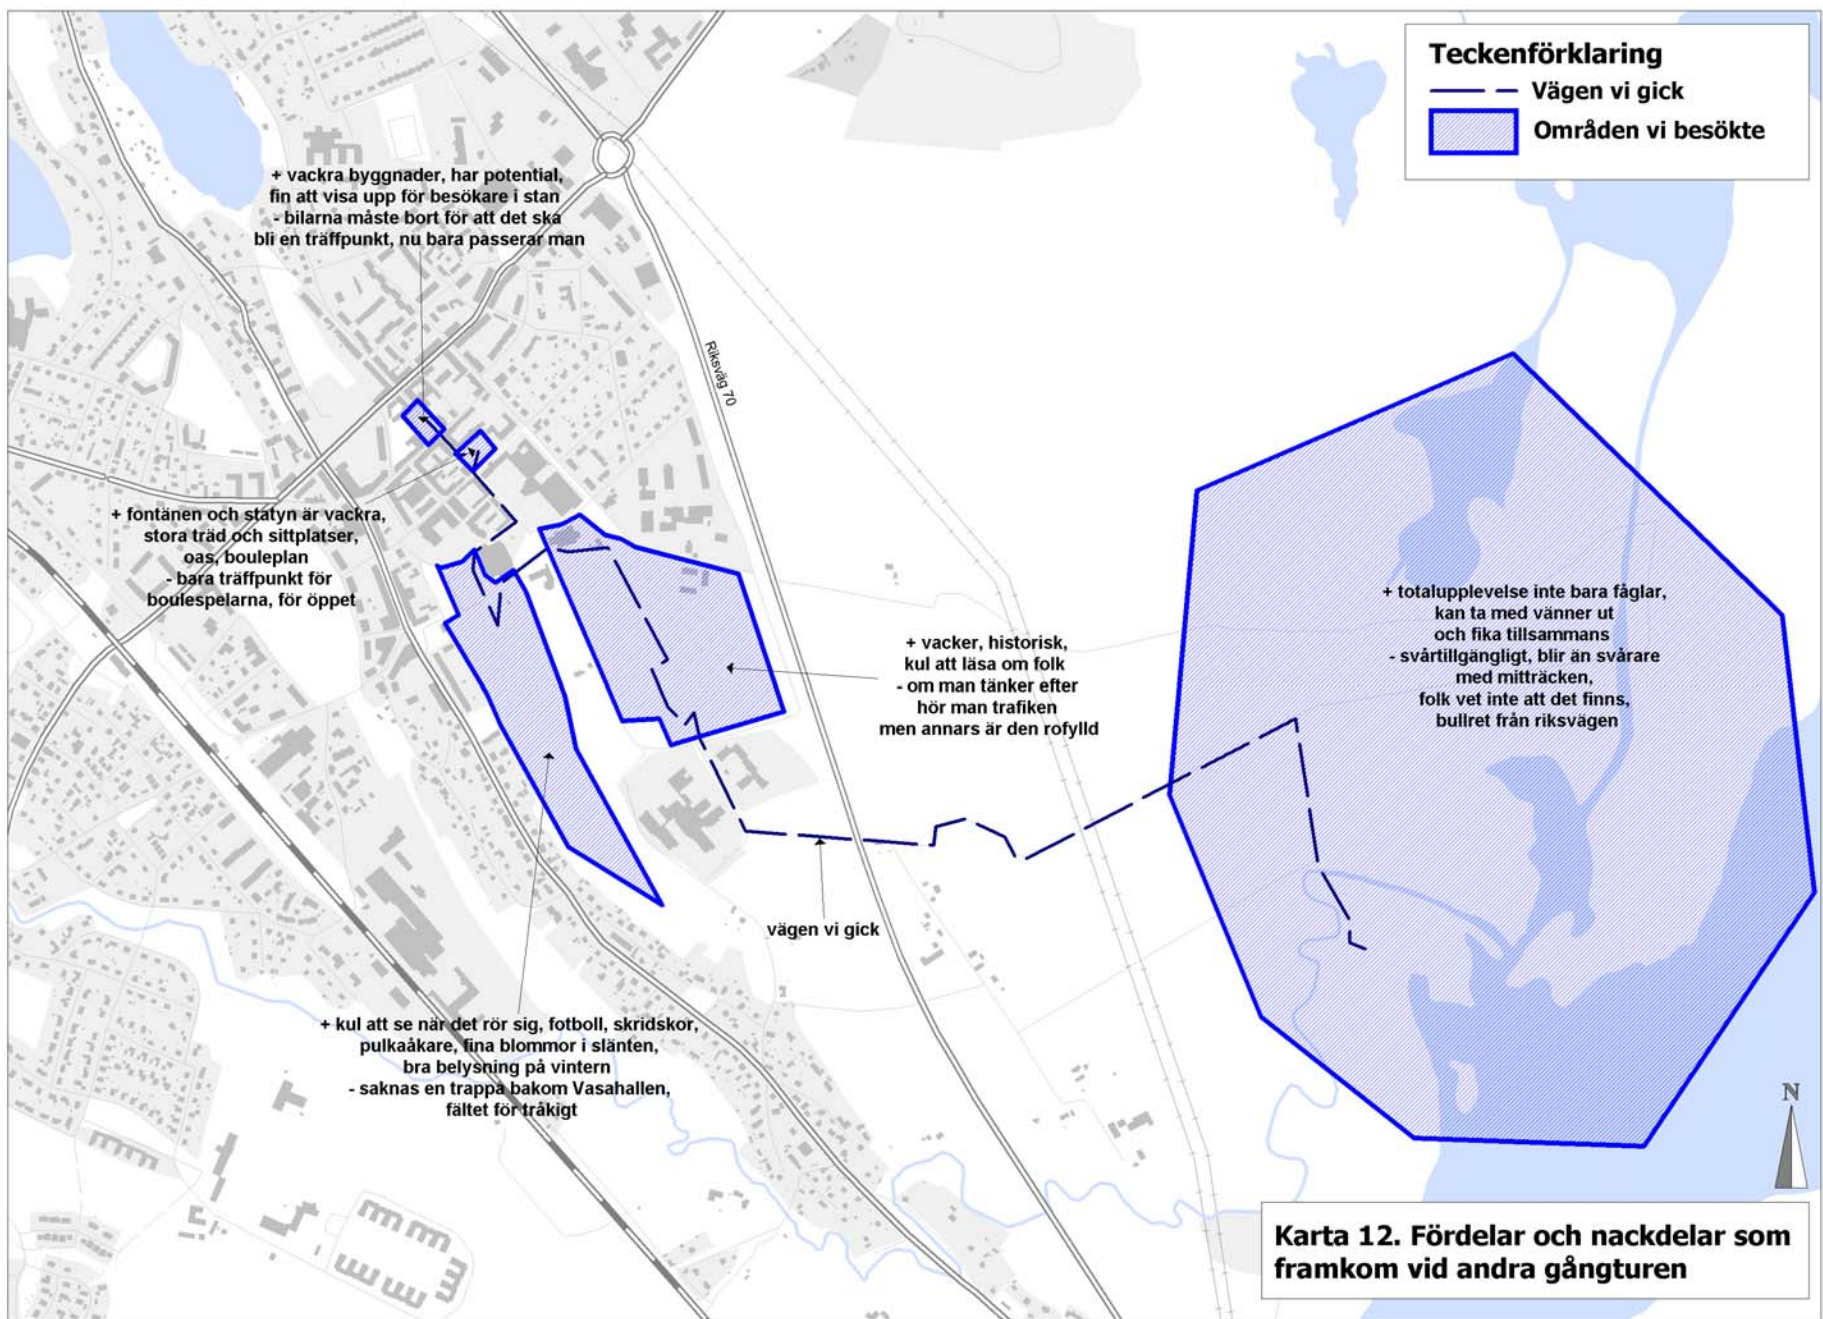 Teckenförklaring
Vägen vi gick
Områden vi besökte
+ vackra byggnader, har potential,
fin att visa upp för besökare i stan
- bilarna måste bort för att det ska
bli en träffpunkt, nu bara passerar man
Riksväg 70
+ fontänen och statyn är vackra,
stora träd och sittplatser,
oas, bouleplan
- bara träffpunkt för
boulespelarna, för öppet
+ vacker, historisk,
kul att läsa om folk
- om man tänker efter
hör man trafiken
men annars är den rofylld
+ totalupplevelse inte bara fåglar,
kan ta med vänner ut
och fika tillsammans
- svårtillgängligt, blir än svårare
med mitträcken,
folk vet inte att det finns,
bullret från riksvägen
vägen vi gick
+ kul att se när det rör sig, fotboll, skridskor,
pulkaåkare, fina blommor i slänten,
bra belysning på vintern
- saknas en trappa bakom Vasahallen,
fältet för tråkigt
N
Karta 12. Fördelar och nackdelar som
framkom vid andra gångturen